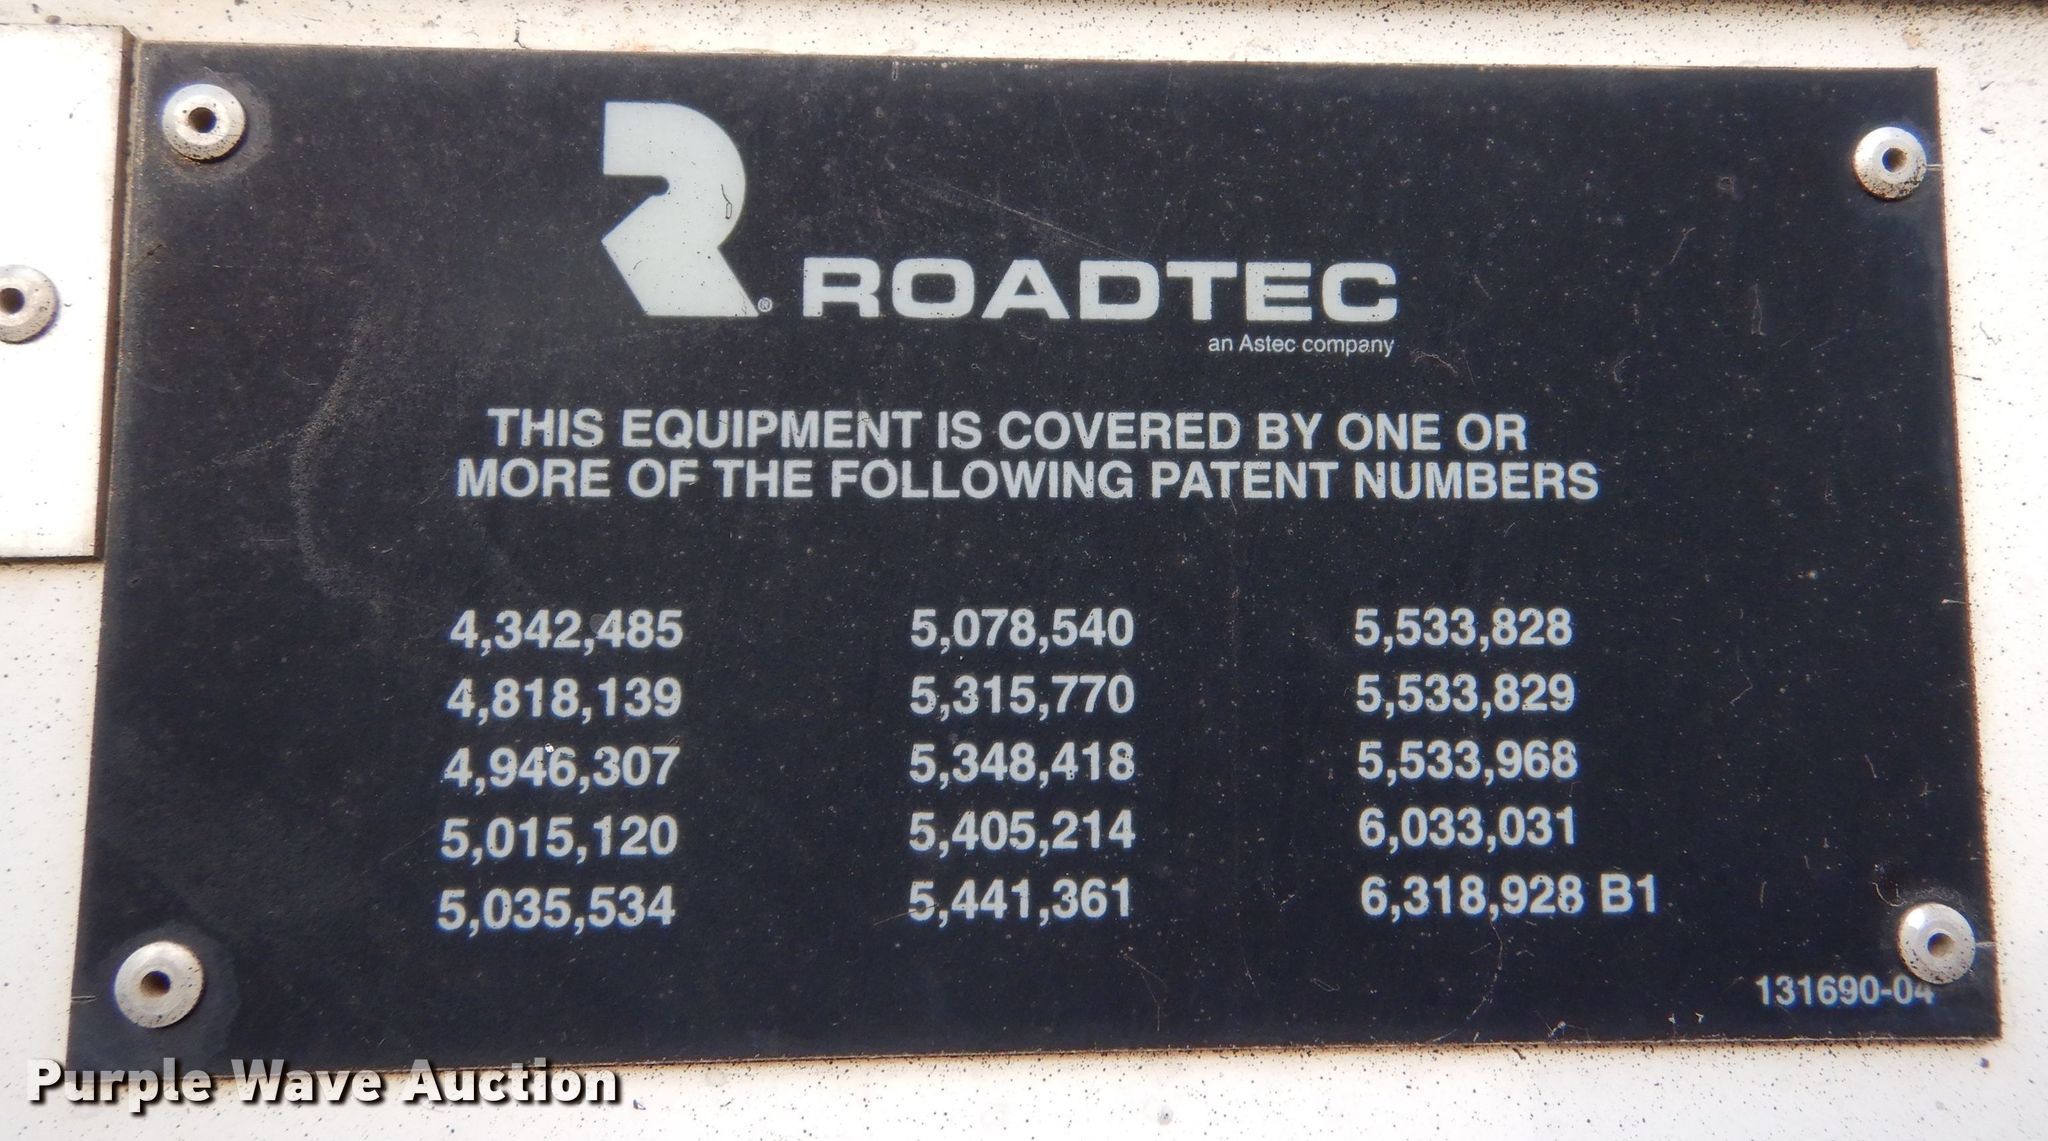 ® ROADTEC
an Astec company
THIS EQUIPMENT IS COVERED BY ONE OR
MORE OF THE FOLLOWING PATENT NUMBERS
4,342,485
4,818,139
4,946,307
5,015,120
5,035,534
5,078,540
5,315,770
5,348,418
5,405,214
5,441,361
5,533,828
5,533,829
5,533,968
6,033,031
6,318,928 B1
131690-04
Purple Wave Auction